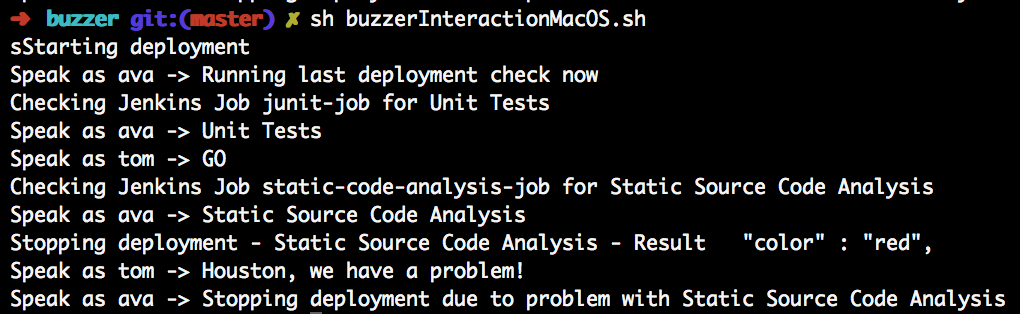 ➜ buzzer git:(master) ✗ sh buzzerInteractionMacOS.sh
sStarting deployment
Speak as ava -> Running last deployment check now
Checking Jenkins Job junit-job for Unit Tests
Speak as ava -> Unit Tests
Speak as tom -> GO
Checking Jenkins Job static-code-analysis-job for Static Source Code Analysis
Speak as ava -> Static Source Code Analysis
Stopping deployment - Static Source Code Analysis - Result   "color" : "red",
Speak as tom -> Houston, we have a problem!
Speak as ava -> Stopping deployment due to problem with Static Source Code Analysis